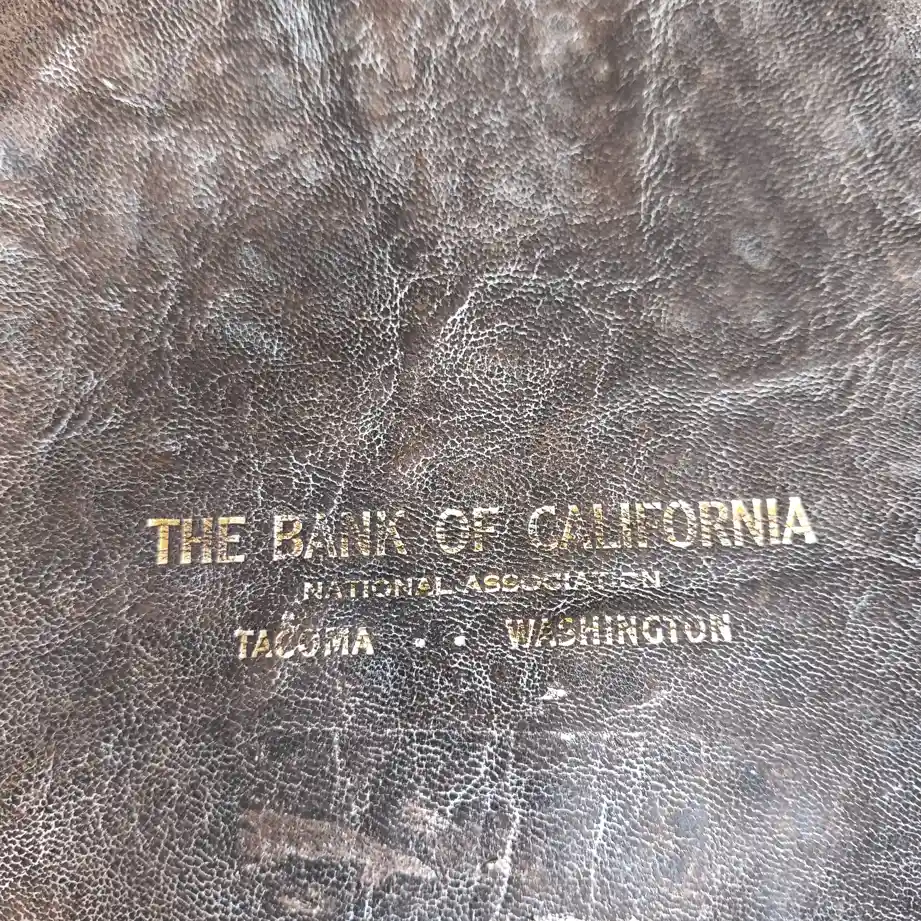 THE BANK OF CALIFORNIA
NATIONAL ASSOCIATION
TACOMA · · WASHINGTON